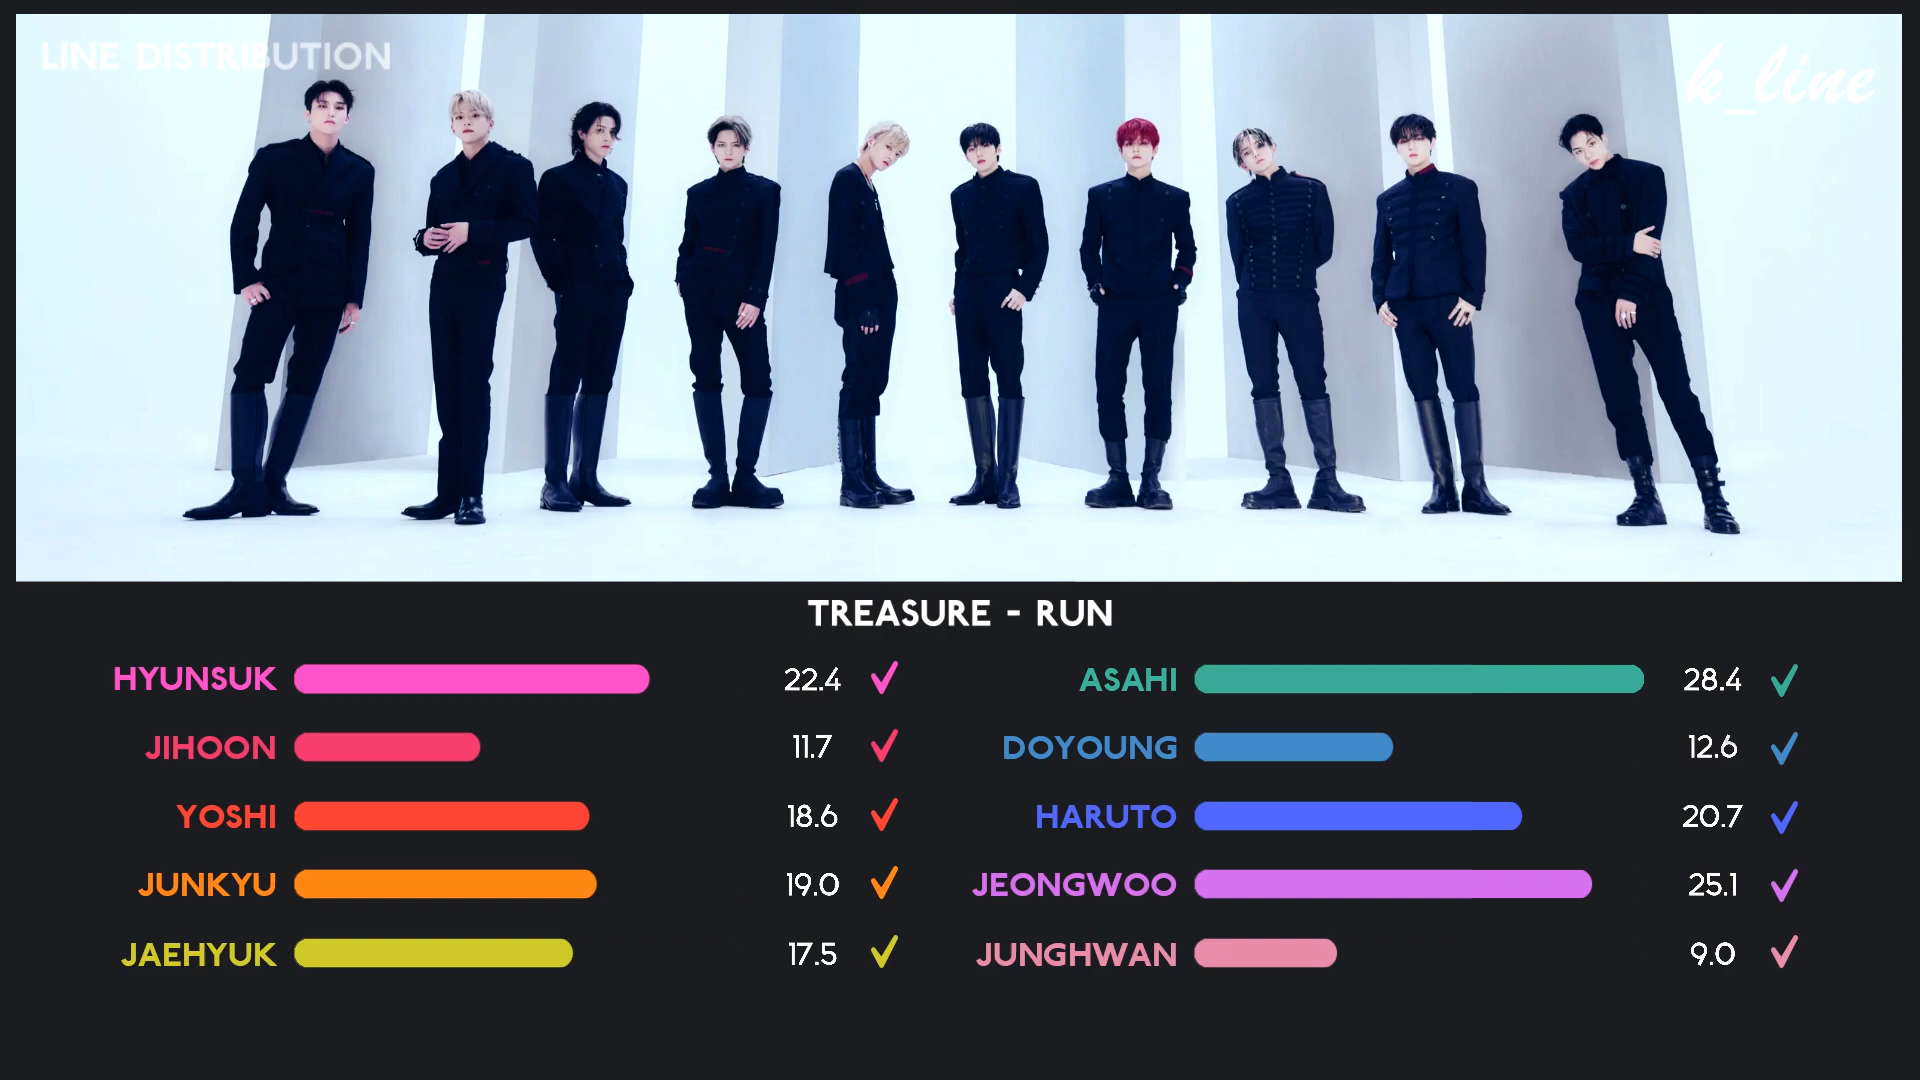 LINE DISTRIBUTION
k_line
TREASURE - RUN
HYUNSUK 22.4 ✓
JIHOON 11.7 ✓
YOSHI 18.6 ✓
JUNKYU 19.0 ✓
JAEHYUK 17.5 ✓
ASAHI 28.4 ✓
DOYOUNG 12.6 ✓
HARUTO 20.7 ✓
JEONGWOO 25.1 ✓
JUNGHWAN 9.0 ✓